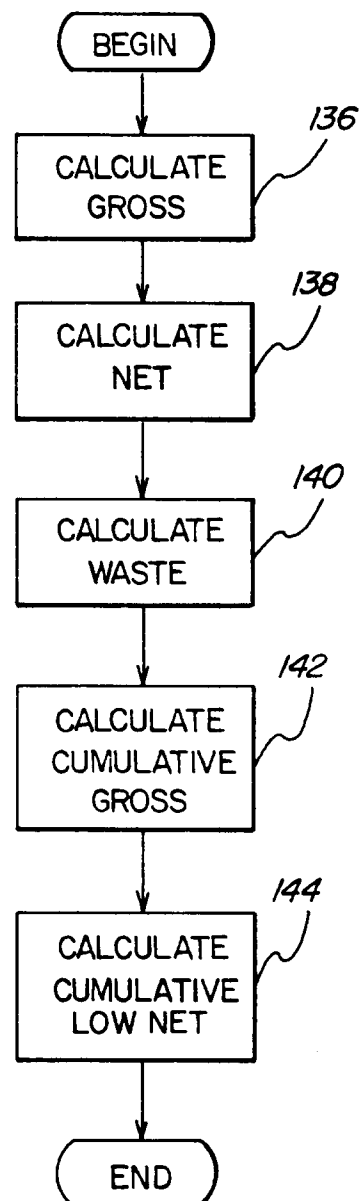 BEGIN
136
CALCULATE
GROSS
138
CALCULATE
NET
140
CALCULATE
WASTE
142
CALCULATE
CUMULATIVE
GROSS
144
CALCULATE
CUMULATIVE
LOW NET
END